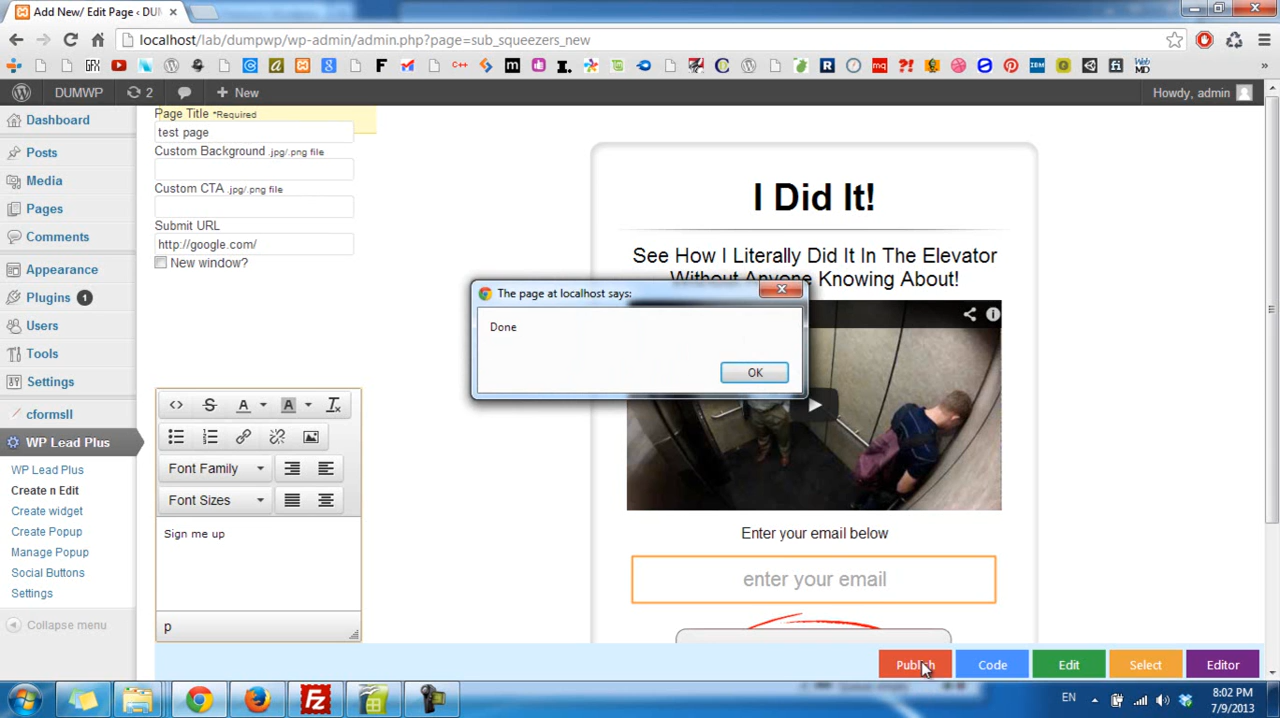 Add New/ Edit Page ‹ DUM
localhost/lab/dumpwp/wp-admin/admin.php?page=sub_squeezers_new
GFX
F
C++
m
I.
C
R
mq
?!
IBM
fi
Web
MD
»
DUMWP
2
New
Howdy, admin
Dashboard
Posts
Media
Pages
Comments
Appearance
Plugins 1
Users
Tools
Settings
cformsII
WP Lead Plus
WP Lead Plus
Create n Edit
Create widget
Create Popup
Manage Popup
Social Buttons
Settings
Collapse menu
Page Title *Required
test page
Custom Background .jpg/.png file
Custom CTA .jpg/.png file
Submit URL
http://google.com/
New window?
Font Family
Font Sizes
Sign me up
p
I Did It!
See How I Literally Did It In The Elevator
Without Anyone Knowing About!
The page at localhost says:
Done
OK
Enter your email below
enter your email
Publish
Code
Edit
Select
Editor
EN
8:02 PM
7/9/2013